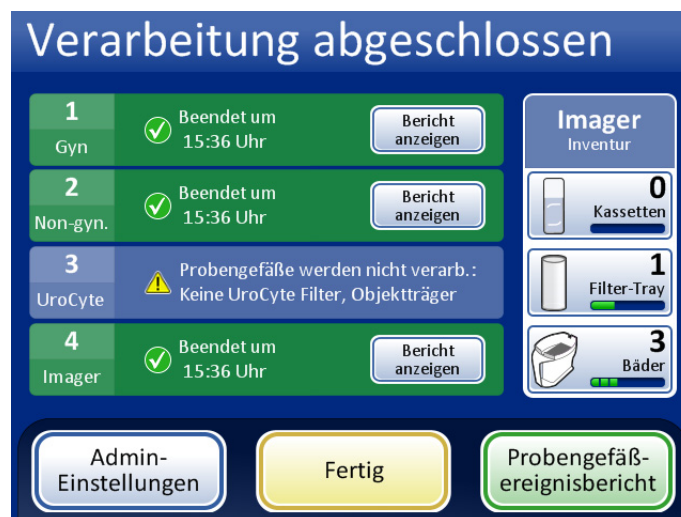 Verarbeitung abgeschlossen
1
Gyn
Beendet um
15:36 Uhr
Bericht
anzeigen
2
Non-gyn.
Beendet um
15:36 Uhr
Bericht
anzeigen
3
UroCyte
Probengefäße werden nicht verarb.:
Keine UroCyte Filter, Objektträger
4
Imager
Beendet um
15:36 Uhr
Bericht
anzeigen
Imager
Inventur
0
Kassetten
1
Filter-Tray
3
Bäder
Admin-
Einstellungen
Fertig
Probengefäß-
ereignisbericht